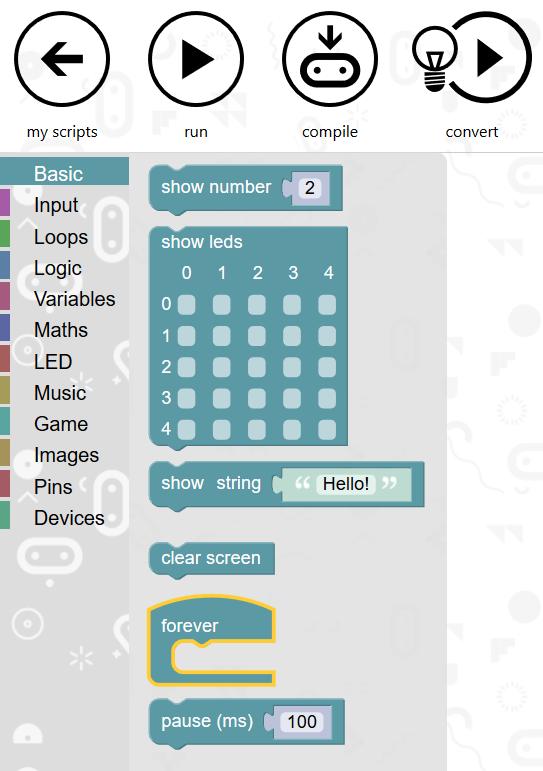 my scripts run compile convert
Basic
Input
Loops
Logic
Variables
Maths
LED
Music
Game
Images
Pins
Devices
show number 2
show leds
0 1 2 3 4
0
1
2
3
4
show string “ Hello! ”
clear screen
forever
pause (ms) 100